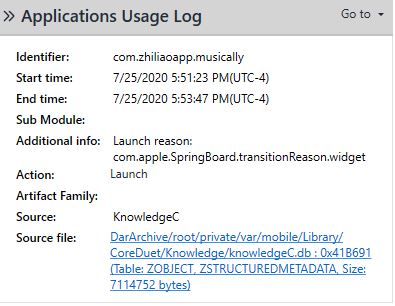 Applications Usage Log
Go to
Identifier: com.zhiliaoapp.musically
Start time: 7/25/2020 5:51:23 PM(UTC-4)
End time: 7/25/2020 5:53:47 PM(UTC-4)
Sub Module:
Additional info: Launch reason:
com.apple.SpringBoard.transitionReason.widget
Action: Launch
Artifact Family:
Source: KnowledgeC
Source file: DarArchive/root/private/var/mobile/Library/
CoreDuet/Knowledge/knowledgeC.db : 0x41B691
(Table: ZOBJECT, ZSTRUCTUREDMETADATA, Size:
7114752 bytes)